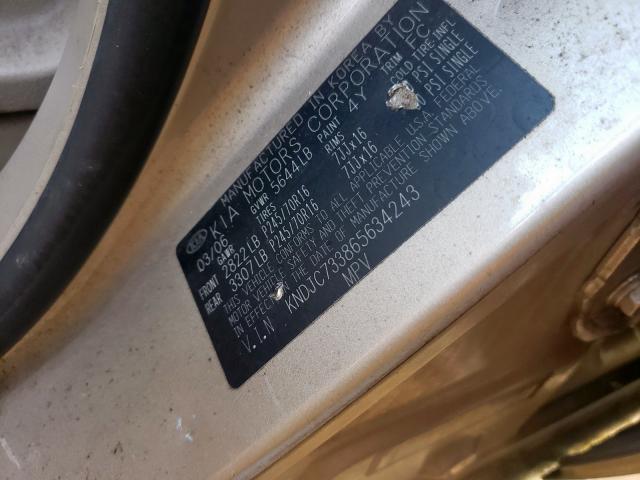 KIA
MANUFACTURED IN KOREA BY
KIA MOTORS CORPORATION
03/06 GVWR 5644LB PAINT 4Y TRIM FC
GAWR TIRES RIMS COLD TIRE INFL
FRONT 2822LB P245/70R16 7JJx16 PSI SINGLE
REAR 3307LB P245/70R16 7JJx16 PSI SINGLE
THIS VEHICLE CONFORMS TO ALL APPLICABLE U.S.A. FEDERAL
MOTOR VEHICLE SAFETY AND THEFT PREVENTION STANDARDS
IN EFFECT THE DATE OF MANUFACTURE SHOWN ABOVE.
V.I.N KNDJC733865634243
MPV